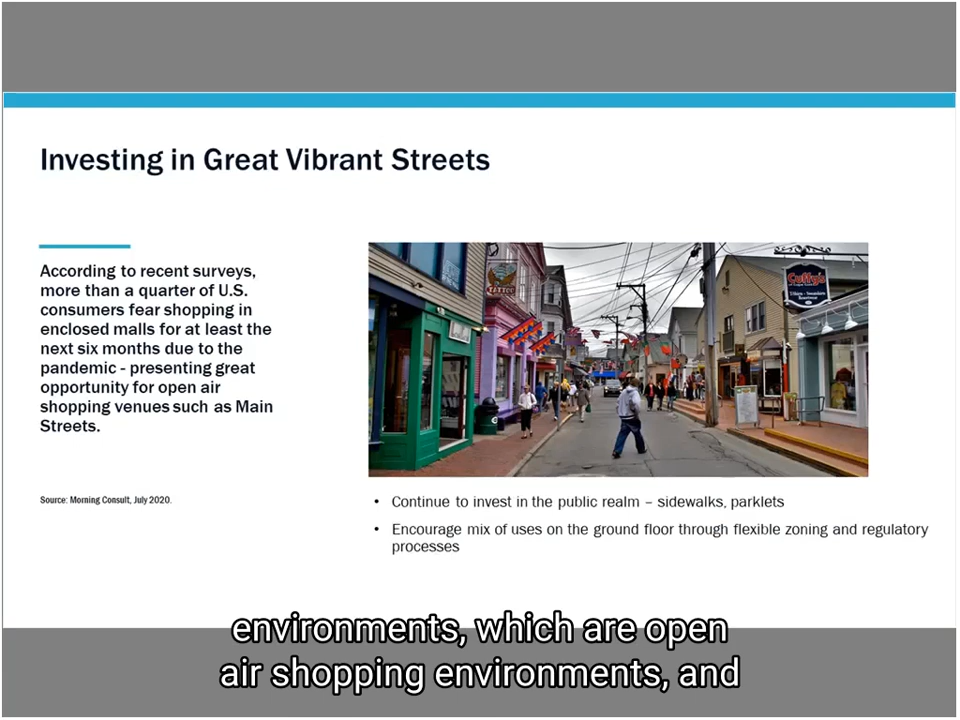 Investing in Great Vibrant Streets
According to recent surveys,
more than a quarter of U.S.
consumers fear shopping in
enclosed malls for at least the
next six months due to the
pandemic - presenting great
opportunity for open air
shopping venues such as Main
Streets.
Source: Morning Consult, July 2020.
TATTOO
Cuffy's
• Continue to invest in the public realm – sidewalks, parklets
• Encourage mix of uses on the ground floor through flexible zoning and regulatory
processes
environments, which are open
air shopping environments, and